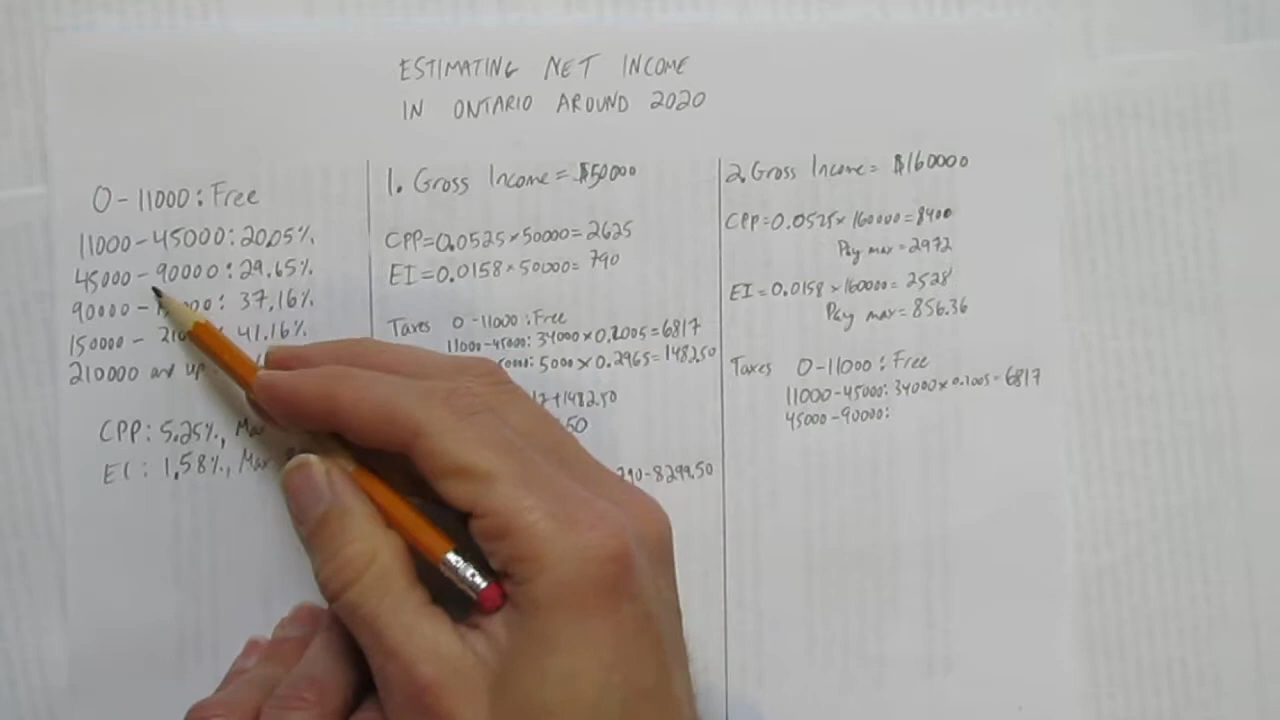 ESTIMATING NET INCOME
IN ONTARIO AROUND 2020
0-11000: Free
11000-45000: 20.05%
45000-90000: 29.65%
90000- : 37.16%
150000- 41.16%
210000 and up
CPP: 5.25%, Max
EI: 1.58%, Max
1. Gross Income = $50000
CPP=0.0525×50000=2625
EI=0.0158×50000=790
Taxes 0-11000: Free
11000-45000: 34000×0.2005=6817
5000×0.2965=1482.50
+1482.50
-8299.50
2. Gross Income = $160000
CPP=0.0525×160000=8400
Pay max=2972
EI=0.0158×160000=2528
Pay max=856.36
Taxes 0-11000: Free
11000-45000: 34000×0.2005=6817
45000-90000: